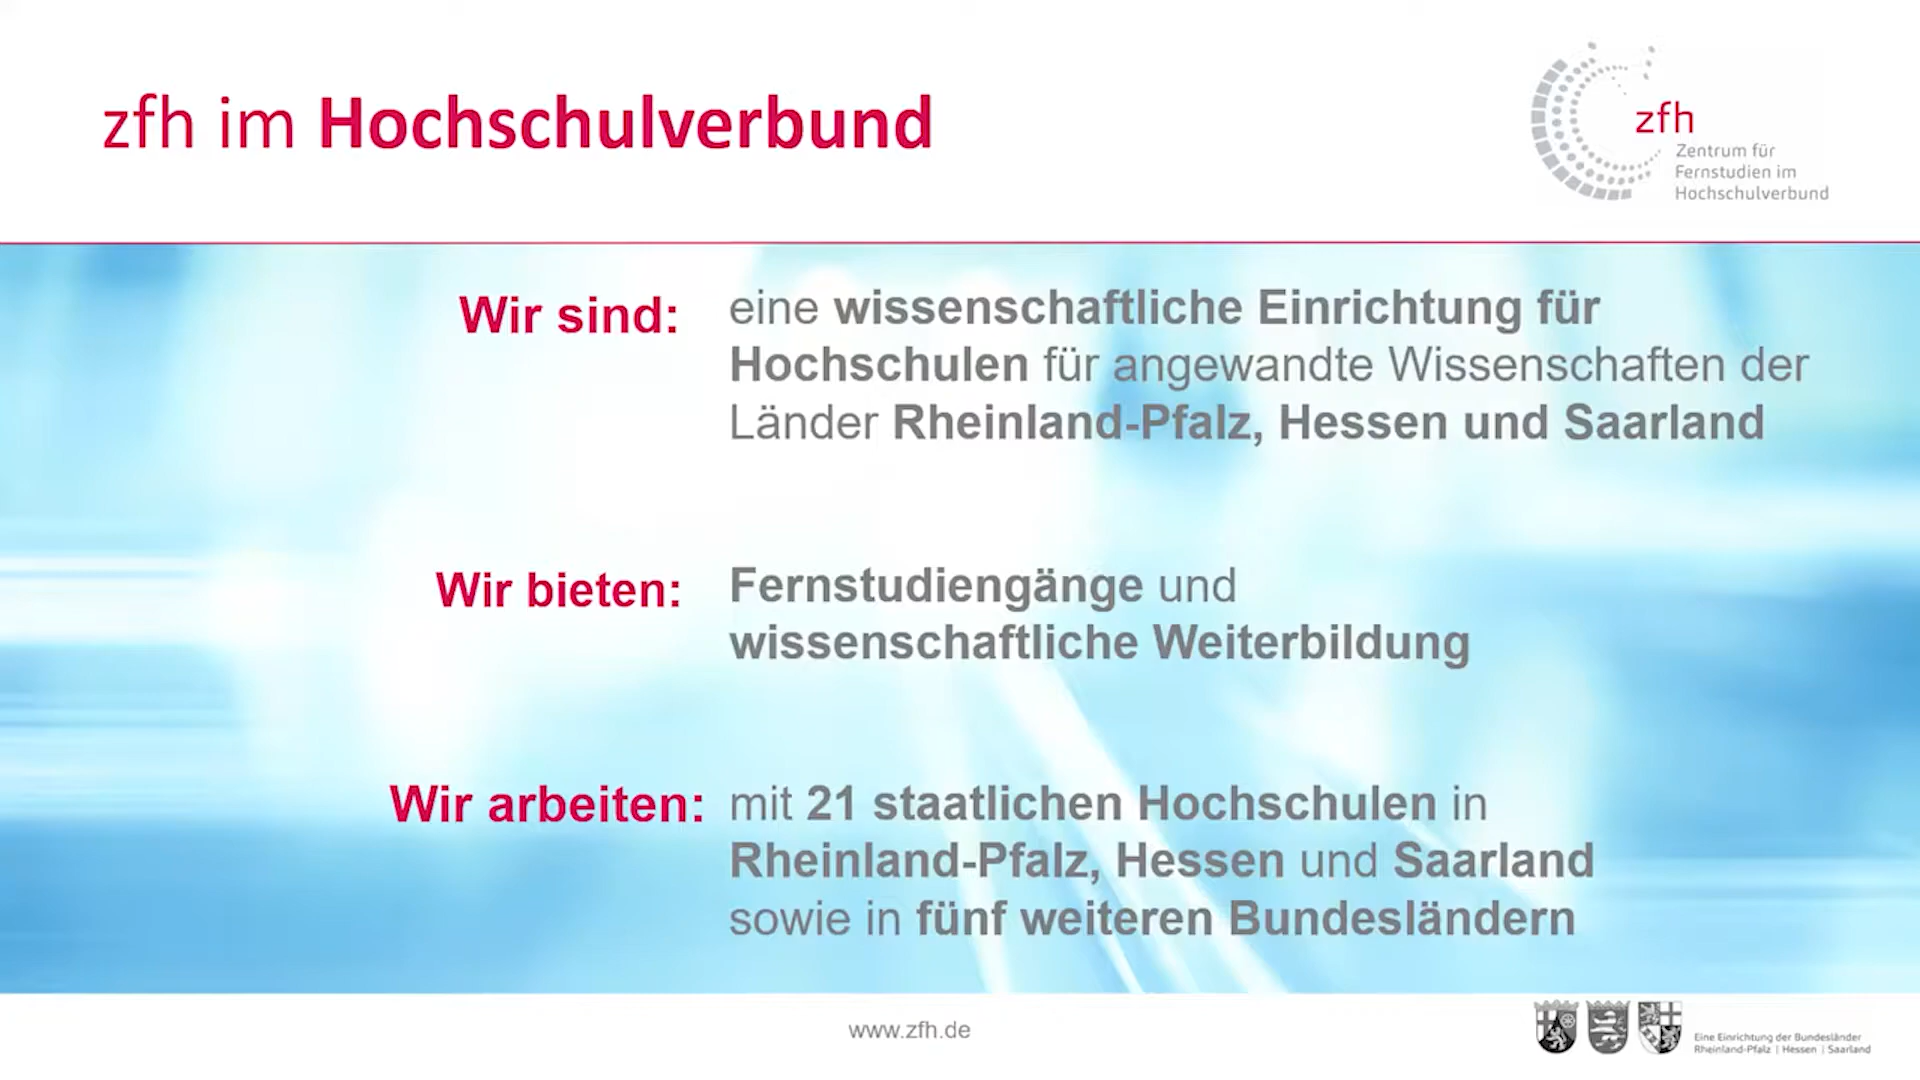 zfh im Hochschulverbund
zfh
Zentrum für
Fernstudien im
Hochschulverbund
Wir sind:
eine wissenschaftliche Einrichtung für
Hochschulen für angewandte Wissenschaften der
Länder Rheinland-Pfalz, Hessen und Saarland
Wir bieten:
Fernstudiengänge und
wissenschaftliche Weiterbildung
Wir arbeiten:
mit 21 staatlichen Hochschulen in
Rheinland-Pfalz, Hessen und Saarland
sowie in fünf weiteren Bundesländern
www.zfh.de
Eine Einrichtung der Bundesländer
Rheinland-Pfalz | Hessen | Saarland